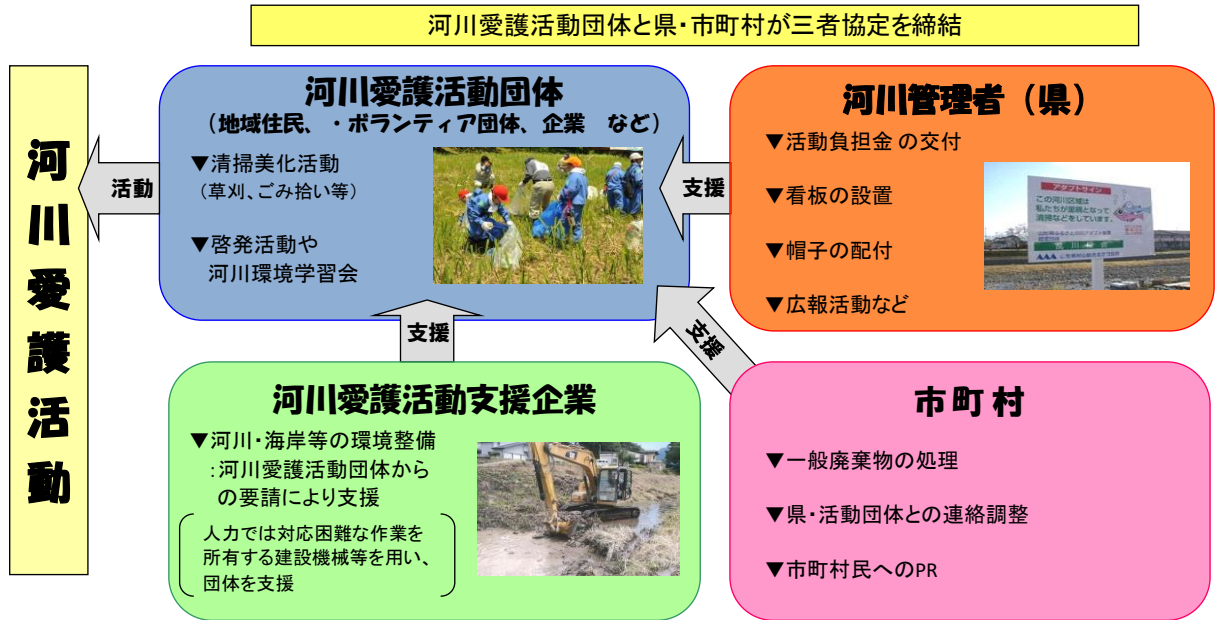 河川愛護活動団体と県・市町村が三者協定を締結
河川愛護活動
活動
河川愛護活動団体
(地域住民、・ボランティア団体、企業 など)
▼清掃美化活動
(草刈、ごみ拾い等)
▼啓発活動や
河川環境学習会
支援
河川管理者(県)
▼活動負担金の交付
▼看板の設置
▼帽子の配付
▼広報活動など
アダプトサイン
この河川区域は
私たちが里親となって
清掃などをしています。
支援
支援
河川愛護活動支援企業
▼河川・海岸等の環境整備
:河川愛護活動団体から
の要請により支援
人力では対応困難な作業を
所有する建設機械等を用い、
団体を支援
市町村
▼一般廃棄物の処理
▼県・活動団体との連絡調整
▼市町村民へのPR